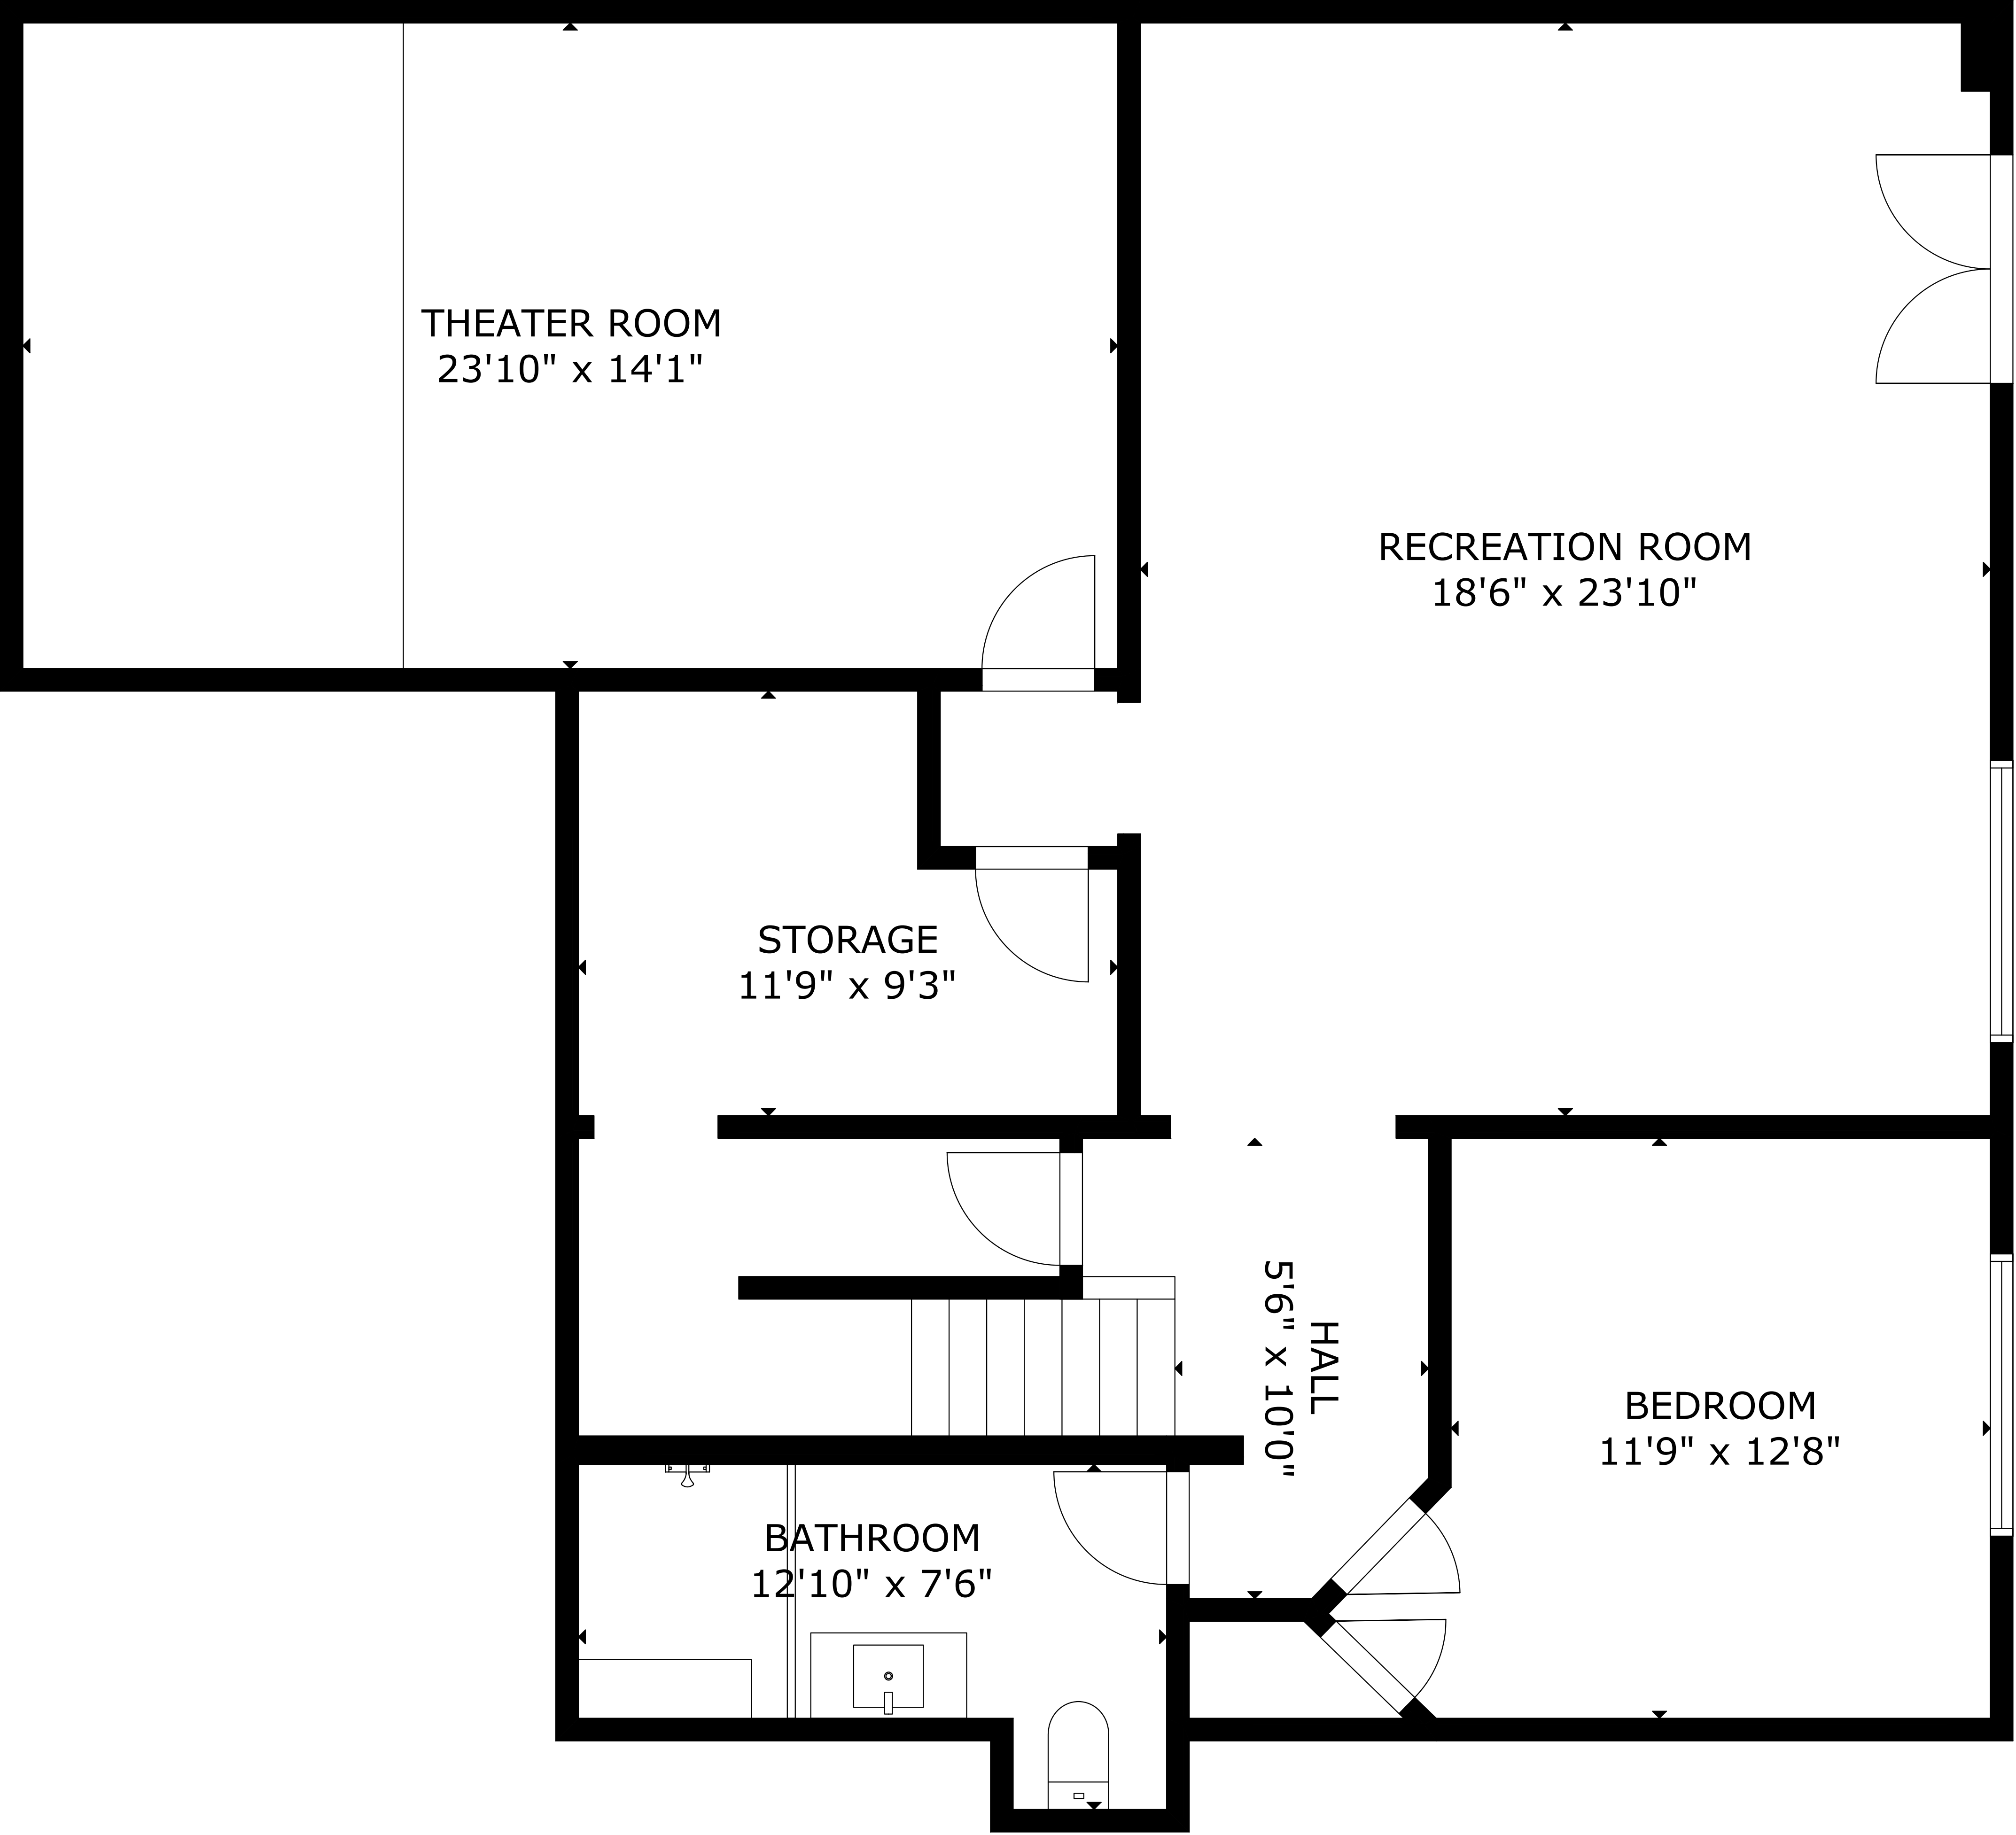 THEATER ROOM
23'10" x 14'1"
RECREATION ROOM
18'6" x 23'10"
STORAGE
11'9" x 9'3"
HALL
5'6" x 10'0"
BEDROOM
11'9" x 12'8"
BATHROOM
12'10" x 7'6"